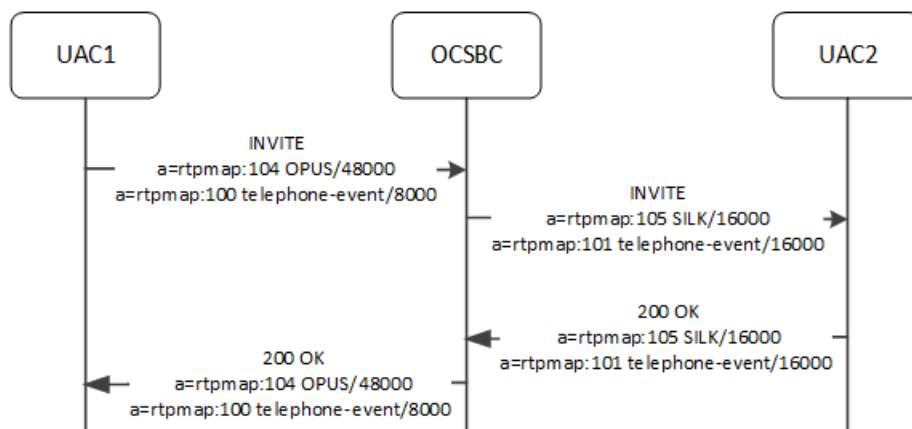 UAC1
OCSBC
UAC2
INVITE
a=rtpmap:104 OPUS/48000
a=rtpmap:100 telephone-event/8000
INVITE
a=rtpmap:105 SILK/16000
a=rtpmap:101 telephone-event/16000
200 OK
a=rtpmap:105 SILK/16000
a=rtpmap:101 telephone-event/16000
200 OK
a=rtpmap:104 OPUS/48000
a=rtpmap:100 telephone-event/8000